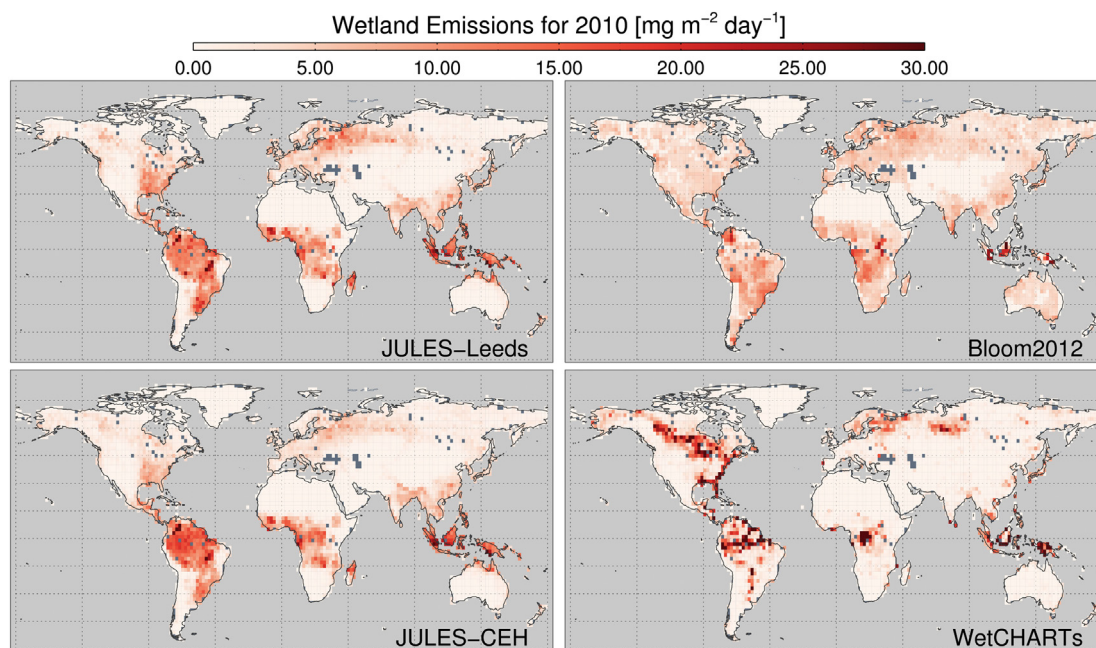 Wetland Emissions for 2010 [mg m⁻² day⁻¹]
0.00 5.00 10.00 15.00 20.00 25.00 30.00
JULES−Leeds
Bloom2012
JULES−CEH
WetCHARTs